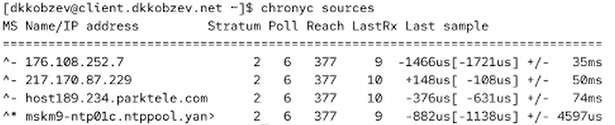 [dkkobzev@client.dkkobzev.net ~]$ chronyc sources
MS Name/IP address         Stratum Poll Reach LastRx Last sample
===============================================================================
^- 176.108.252.7                 2   6   377     9  -1466us[-1721us] +/-   35ms
^- 217.170.87.229                2   6   377    10   +148us[ -108us] +/-   50ms
^- host189.234.parktele.com      2   6   377    10   -376us[ -631us] +/-   74ms
^* mskm9-ntp01c.ntppool.yan>     2   6   377     9   -882us[-1138us] +/- 4597us